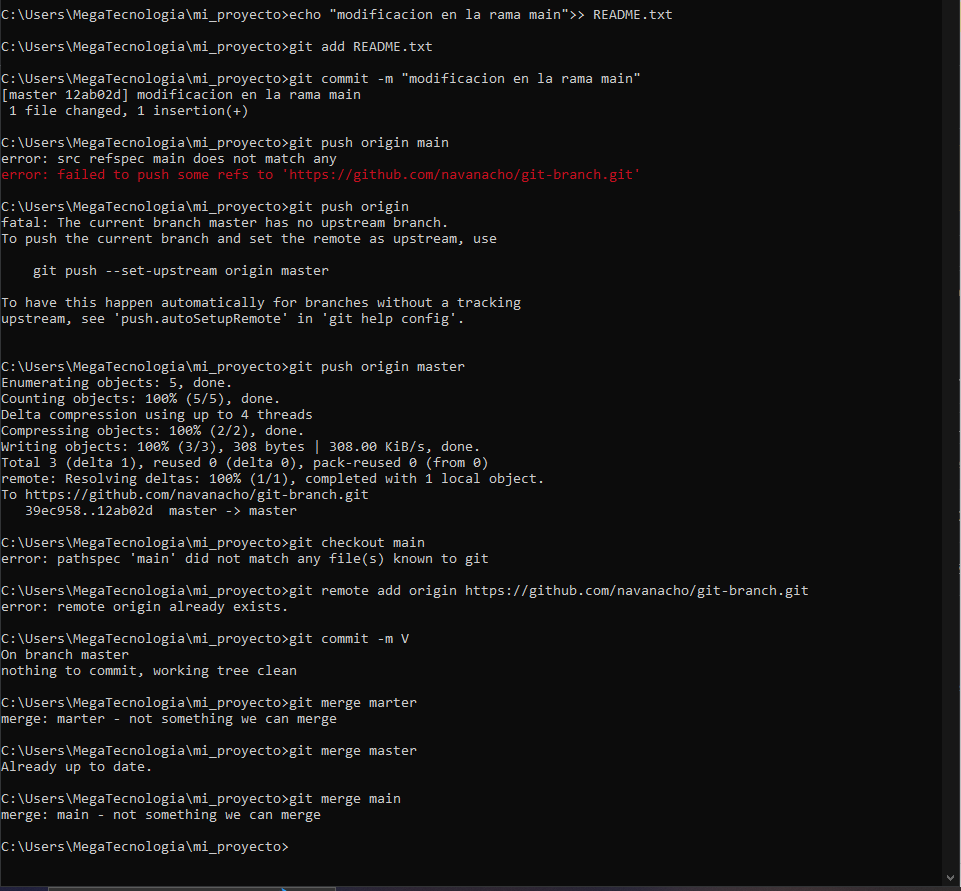 C:\Users\MegaTecnologia\mi_proyecto>echo "modificacion en la rama main">> README.txt
C:\Users\MegaTecnologia\mi_proyecto>git add README.txt
C:\Users\MegaTecnologia\mi_proyecto>git commit -m "modificacion en la rama main"
[master 12ab02d] modificacion en la rama main
 1 file changed, 1 insertion(+)
C:\Users\MegaTecnologia\mi_proyecto>git push origin main
error: src refspec main does not match any
error: failed to push some refs to 'https://github.com/navanacho/git-branch.git'
C:\Users\MegaTecnologia\mi_proyecto>git push origin
fatal: The current branch master has no upstream branch.
To push the current branch and set the remote as upstream, use
    git push --set-upstream origin master
To have this happen automatically for branches without a tracking
upstream, see 'push.autoSetupRemote' in 'git help config'.
C:\Users\MegaTecnologia\mi_proyecto>git push origin master
Enumerating objects: 5, done.
Counting objects: 100% (5/5), done.
Delta compression using up to 4 threads
Compressing objects: 100% (2/2), done.
Writing objects: 100% (3/3), 308 bytes | 308.00 KiB/s, done.
Total 3 (delta 1), reused 0 (delta 0), pack-reused 0 (from 0)
remote: Resolving deltas: 100% (1/1), completed with 1 local object.
To https://github.com/navanacho/git-branch.git
   39ec958..12ab02d  master -> master
C:\Users\MegaTecnologia\mi_proyecto>git checkout main
error: pathspec 'main' did not match any file(s) known to git
C:\Users\MegaTecnologia\mi_proyecto>git remote add origin https://github.com/navanacho/git-branch.git
error: remote origin already exists.
C:\Users\MegaTecnologia\mi_proyecto>git commit -m V
On branch master
nothing to commit, working tree clean
C:\Users\MegaTecnologia\mi_proyecto>git merge marter
merge: marter - not something we can merge
C:\Users\MegaTecnologia\mi_proyecto>git merge master
Already up to date.
C:\Users\MegaTecnologia\mi_proyecto>git merge main
merge: main - not something we can merge
C:\Users\MegaTecnologia\mi_proyecto>